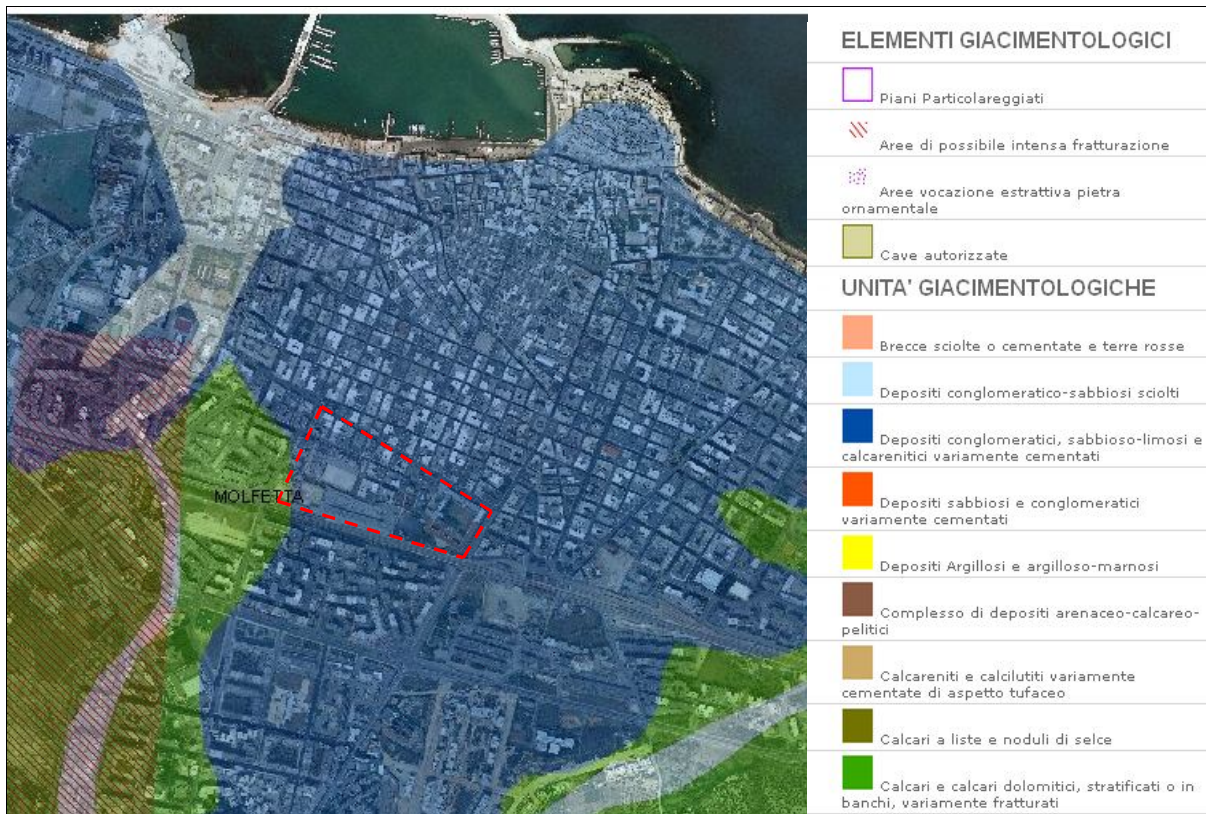 MOLFETTA
ELEMENTI GIACIMENTOLOGICI
Piani Particolareggiati
Aree di possibile intensa fratturazione
Aree vocazione estrattiva pietra
ornamentale
Cave autorizzate
UNITA' GIACIMENTOLOGICHE
Brecce sciolte o cementate e terre rosse
Depositi conglomeratico-sabbiosi sciolti
Depositi conglomeratici, sabbioso-limosi e
calcarenitici variamente cementati
Depositi sabbiosi e conglomeratici
variamente cementati
Depositi Argillosi e argilloso-marnosi
Complesso di depositi arenaceo-calcareo-
pelitici
Calcareniti e calcilutiti variamente
cementate di aspetto tufaceo
Calcari a liste e noduli di selce
Calcari e calcari dolomitici, stratificati o in
banchi, variamente fratturati